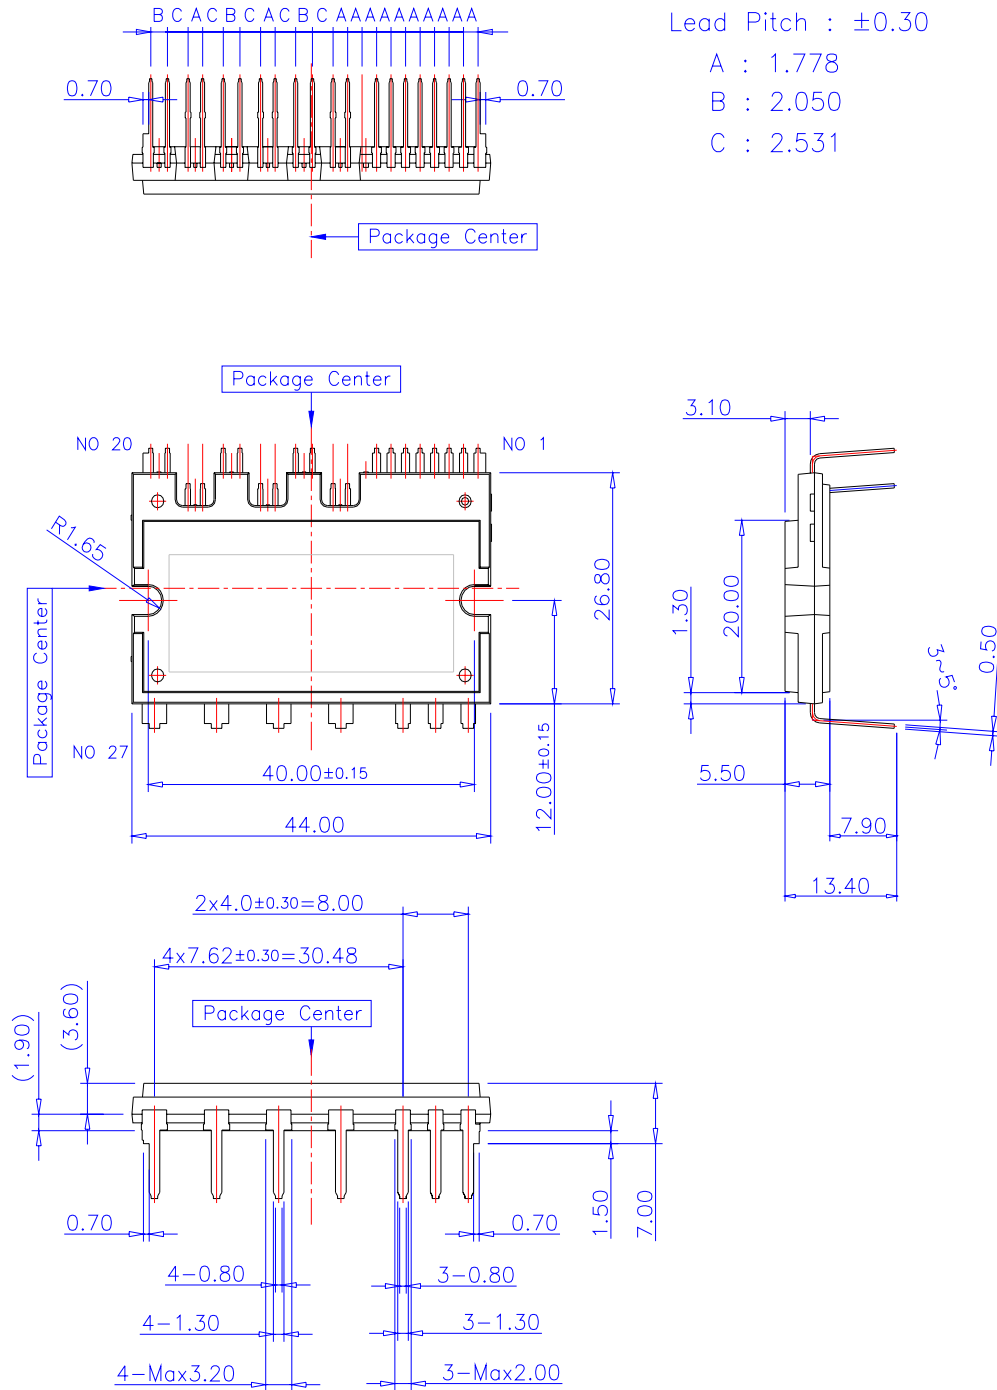 B C A C B C A C B C A A A A A A A A A A
Lead Pitch : ±0.30
A : 1.778
B : 2.050
C : 2.531
0.70
0.70
Package Center
Package Center
NO 20
NO 1
R1.65
Package Center
26.80
12.00±0.15
NO 27
40.00±0.15
44.00
3.10
1.30
20.00
3~5°
0.50
5.50
7.90
13.40
2x4.0±0.30=8.00
4x7.62±0.30=30.48
Package Center
(3.60)
(1.90)
1.50
7.00
0.70
0.70
4-0.80
3-0.80
4-1.30
3-1.30
4-Max3.20
3-Max2.00